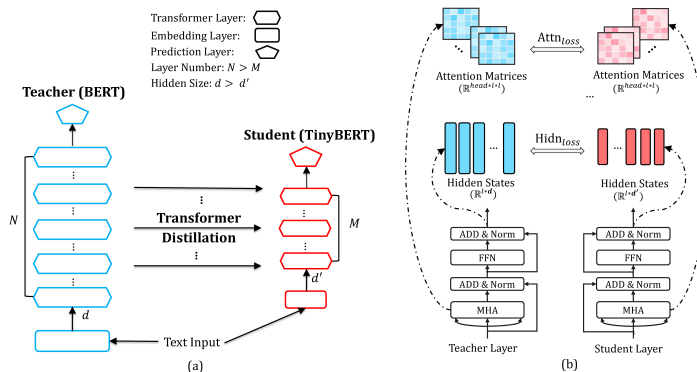 Transformer Layer:
Embedding Layer:
Prediction Layer:
Layer Number: N > M
Hidden Size: d > d′
Teacher (BERT)
Student (TinyBERT)
N
...
...
...
...
...
Transformer
Distillation
...
...
...
M
d
d′
Text Input
(a)
...
Attn_loss
...
Attention Matrices
(ℝ^{head∗l∗l})
Attention Matrices
(ℝ^{head∗l∗l})
...
...
Hidn_loss
...
Hidden States
(ℝ^{l∗d})
Hidden States
(ℝ^{l∗d′})
ADD & Norm
FFN
ADD & Norm
MHA
Teacher Layer
ADD & Norm
FFN
ADD & Norm
MHA
Student Layer
(b)